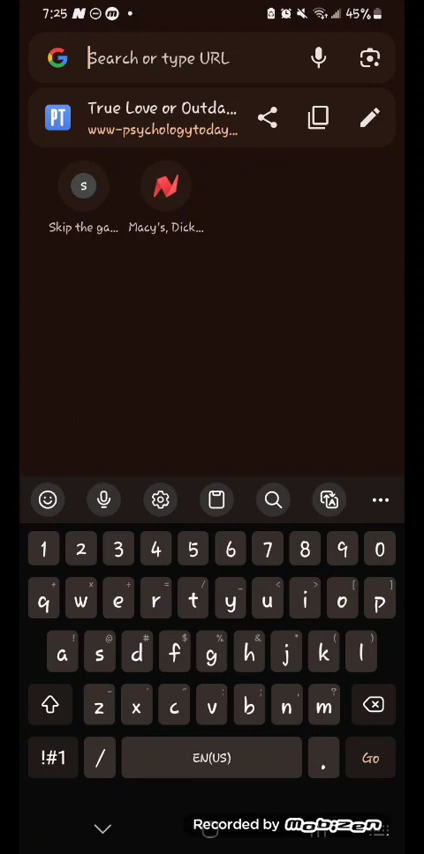 7:25 N m • 45%
G Search or type URL
PT True Love or Outda...
www-psychologytoday...
s
Skip the ga... Macy's, Dick...
1 2 3 4 5 6 7 8 9 0
+ × ÷ = / _ < > [ ]
q w e r t y u i o p
! @ # $ % ^ & * ( )
a s d f g h j k l
- ' " : ; , ?
z x c v b n m
!#1 / EN(US) . Go
Recorded by mobizen